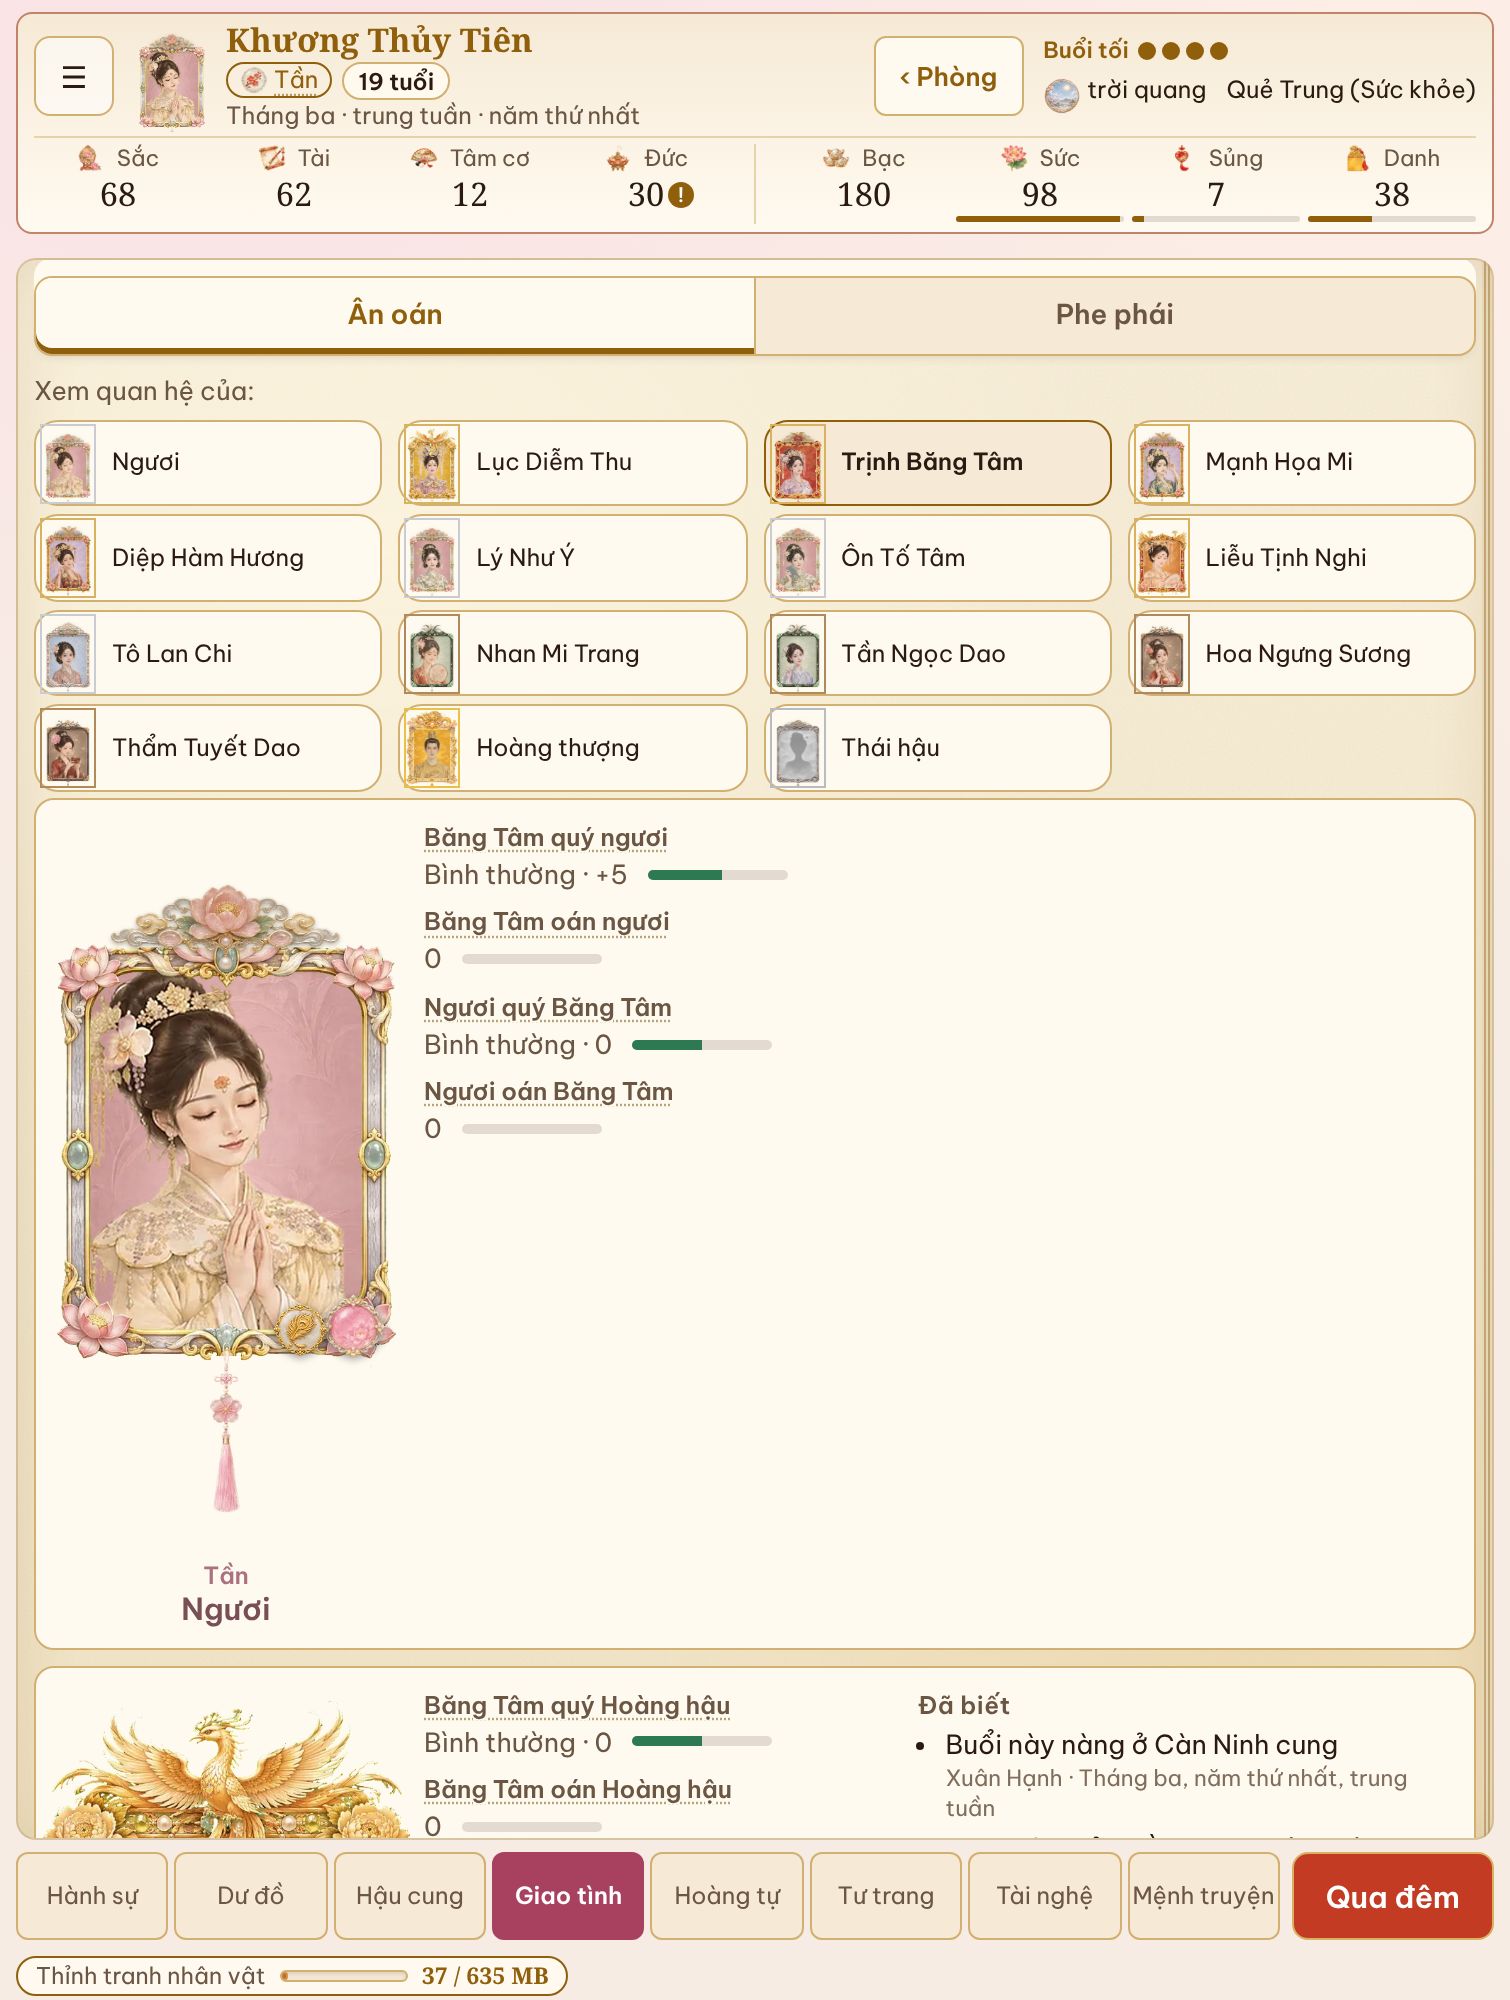 ☰
Khương Thủy Tiên
Tần
19 tuổi
Tháng ba · trung tuần · năm thứ nhất
‹ Phòng
Buổi tối
trời quang Quẻ Trung (Sức khỏe)
Sắc Tài Tâm cơ Đức Bạc Sức Sủng Danh
68 62 12 30 ! 180 98 7 38
Ân oán Phe phái
Xem quan hệ của:
Ngươi Lục Diễm Thu Trịnh Băng Tâm Mạnh Họa Mi
Diệp Hàm Hương Lý Như Ý Ôn Tố Tâm Liễu Tịnh Nghi
Tô Lan Chi Nhan Mi Trang Tần Ngọc Dao Hoa Ngưng Sương
Thẩm Tuyết Dao Hoàng thượng Thái hậu
Băng Tâm quý ngươi
Bình thường · +5
Băng Tâm oán ngươi
0
Ngươi quý Băng Tâm
Bình thường · 0
Ngươi oán Băng Tâm
0
Tần
Ngươi
Băng Tâm quý Hoàng hậu
Bình thường · 0
Băng Tâm oán Hoàng hậu
0
Đã biết
• Buổi này nàng ở Càn Ninh cung
Xuân Hạnh · Tháng ba, năm thứ nhất, trung
tuần
Hành sự Dư đồ Hậu cung Giao tình Hoàng tự Tư trang Tài nghệ Mệnh truyện Qua đêm
Thỉnh tranh nhân vật 37 / 635 MB